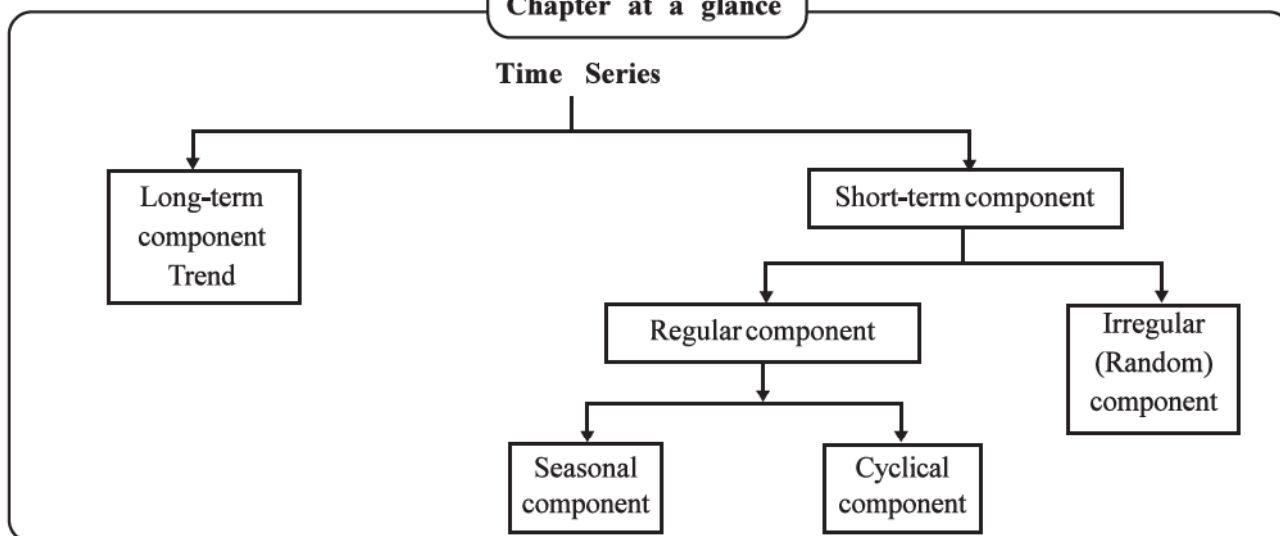 Chapter at a glance
Time Series
Long-term
component
Trend
Short-term component
Regular component
Irregular
(Random)
component
Seasonal
component
Cyclical
component